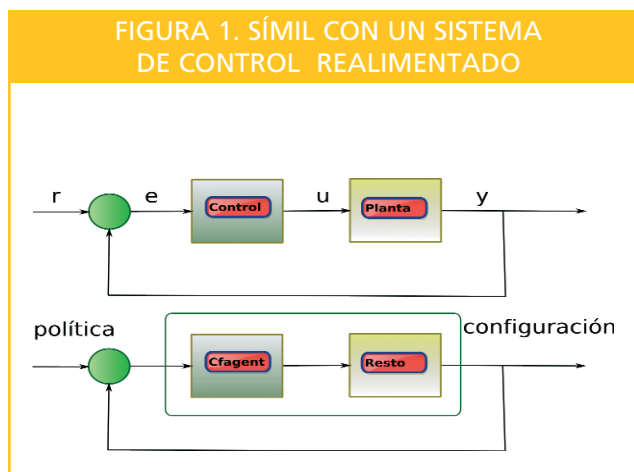 FIGURA 1. SÍMIL CON UN SISTEMA
DE CONTROL REALIMENTADO
r e u y
Control Planta
política configuración
Cfagent Resto